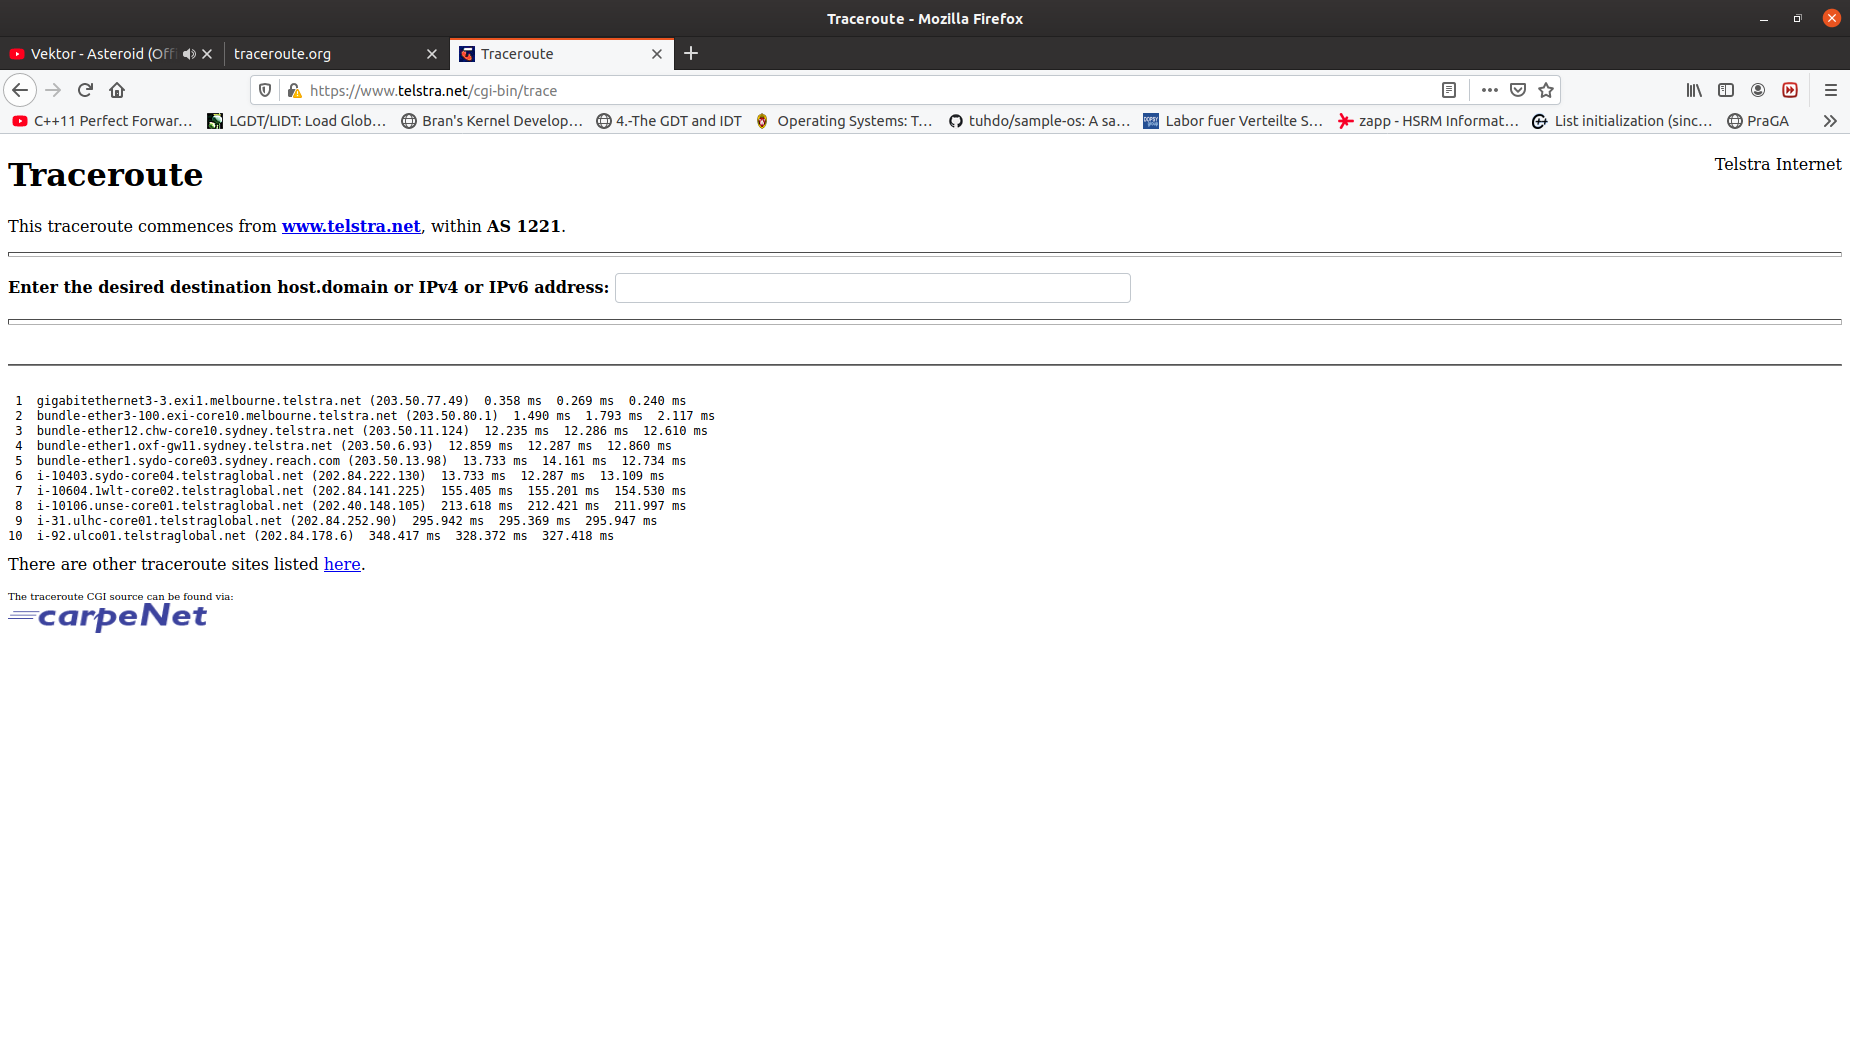 Traceroute - Mozilla Firefox
Vektor - Asteroid (Offi
traceroute.org
Traceroute
https://www.telstra.net/cgi-bin/trace
C++11 Perfect Forwar…
LGDT/LIDT: Load Glob…
Bran's Kernel Develop…
4.-The GDT and IDT
Operating Systems: T…
tuhdo/sample-os: A sa…
Labor fuer Verteilte S…
zapp - HSRM Informat…
List initialization (sinc…
PraGA
Traceroute
Telstra Internet
This traceroute commences from www.telstra.net, within AS 1221.
Enter the desired destination host.domain or IPv4 or IPv6 address:
1  gigabitethernet3-3.exi1.melbourne.telstra.net (203.50.77.49)  0.358 ms  0.269 ms  0.240 ms
2  bundle-ether3-100.exi-core10.melbourne.telstra.net (203.50.80.1)  1.490 ms  1.793 ms  2.117 ms
3  bundle-ether12.chw-core10.sydney.telstra.net (203.50.11.124)  12.235 ms  12.286 ms  12.610 ms
4  bundle-ether1.oxf-gw11.sydney.telstra.net (203.50.6.93)  12.859 ms  12.287 ms  12.860 ms
5  bundle-ether1.sydo-core03.sydney.reach.com (203.50.13.98)  13.733 ms  14.161 ms  12.734 ms
6  i-10403.sydo-core04.telstraglobal.net (202.84.222.130)  13.733 ms  12.287 ms  13.109 ms
7  i-10604.1wlt-core02.telstraglobal.net (202.84.141.225)  155.405 ms  155.201 ms  154.530 ms
8  i-10106.unse-core01.telstraglobal.net (202.40.148.105)  213.618 ms  212.421 ms  211.997 ms
9  i-31.ulhc-core01.telstraglobal.net (202.84.252.90)  295.942 ms  295.369 ms  295.947 ms
10  i-92.ulco01.telstraglobal.net (202.84.178.6)  348.417 ms  328.372 ms  327.418 ms
There are other traceroute sites listed here.
The traceroute CGI source can be found via:
carpeNet